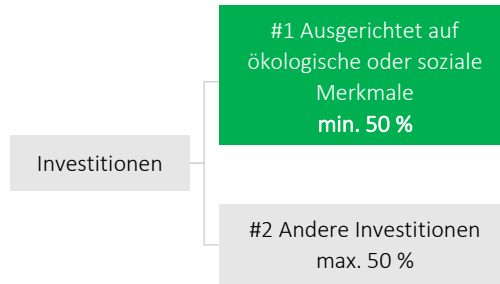 #1 Ausgerichtet auf
ökologische oder soziale
Merkmale
min. 50 %
Investitionen
#2 Andere Investitionen
max. 50 %